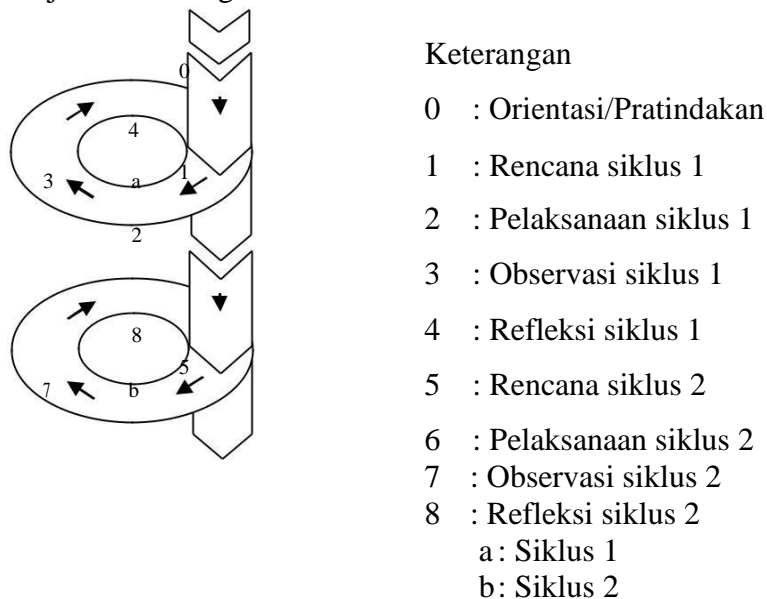 0
4
1
3
a
2
8
5
7
b
Keterangan
0 : Orientasi/Pratindakan
1 : Rencana siklus 1
2 : Pelaksanaan siklus 1
3 : Observasi siklus 1
4 : Refleksi siklus 1
5 : Rencana siklus 2
6 : Pelaksanaan siklus 2
7 : Observasi siklus 2
8 : Refleksi siklus 2
a : Siklus 1
b : Siklus 2